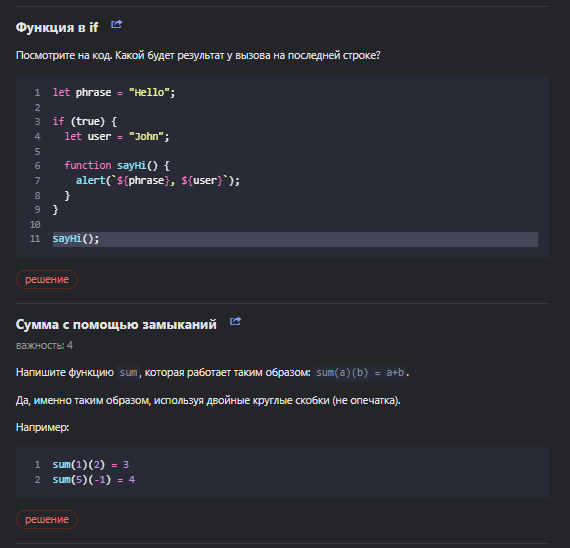 Функция в if
Посмотрите на код. Какой будет результат у вызова на последней строке?
1 let phrase = "Hello";
2
3 if (true) {
4   let user = "John";
5
6   function sayHi() {
7     alert(`${phrase}, ${user}`);
8   }
9 }
10
11 sayHi();
решение
Сумма с помощью замыканий
важность: 4
Напишите функцию sum, которая работает таким образом: sum(a)(b) = a+b.
Да, именно таким образом, используя двойные круглые скобки (не опечатка).
Например:
1 sum(1)(2) = 3
2 sum(5)(-1) = 4
решение